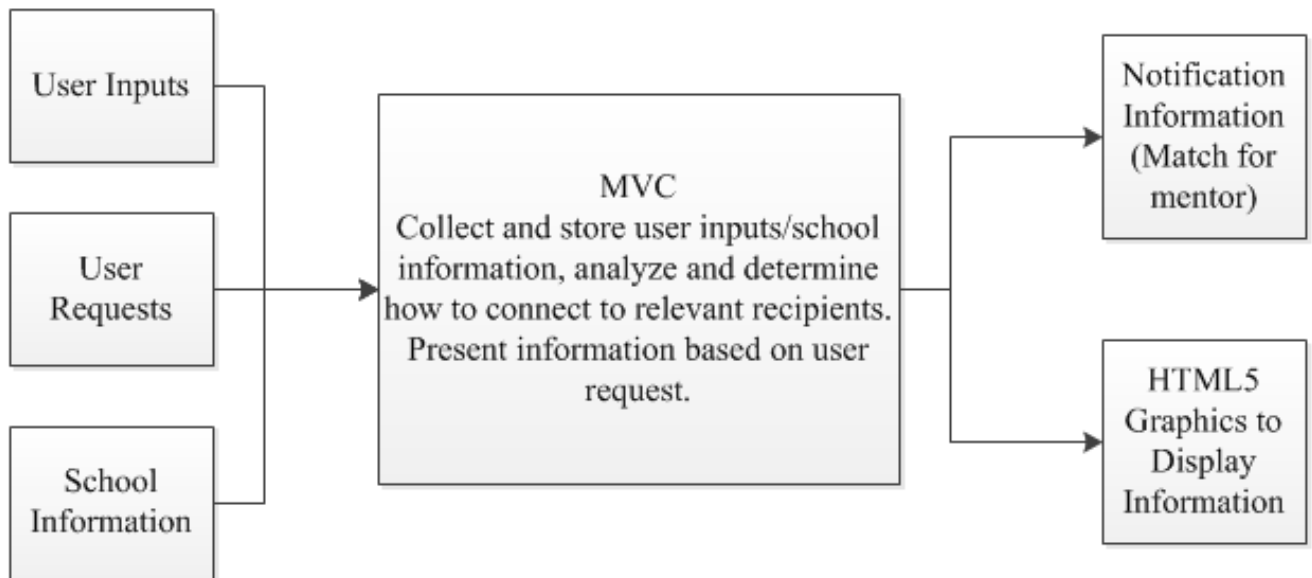 User Inputs
User
Requests
School
Information
MVC
Collect and store user inputs/school
information, analyze and determine
how to connect to relevant recipients.
Present information based on user
request.
Notification
Information
(Match for
mentor)
HTML5
Graphics to
Display
Information